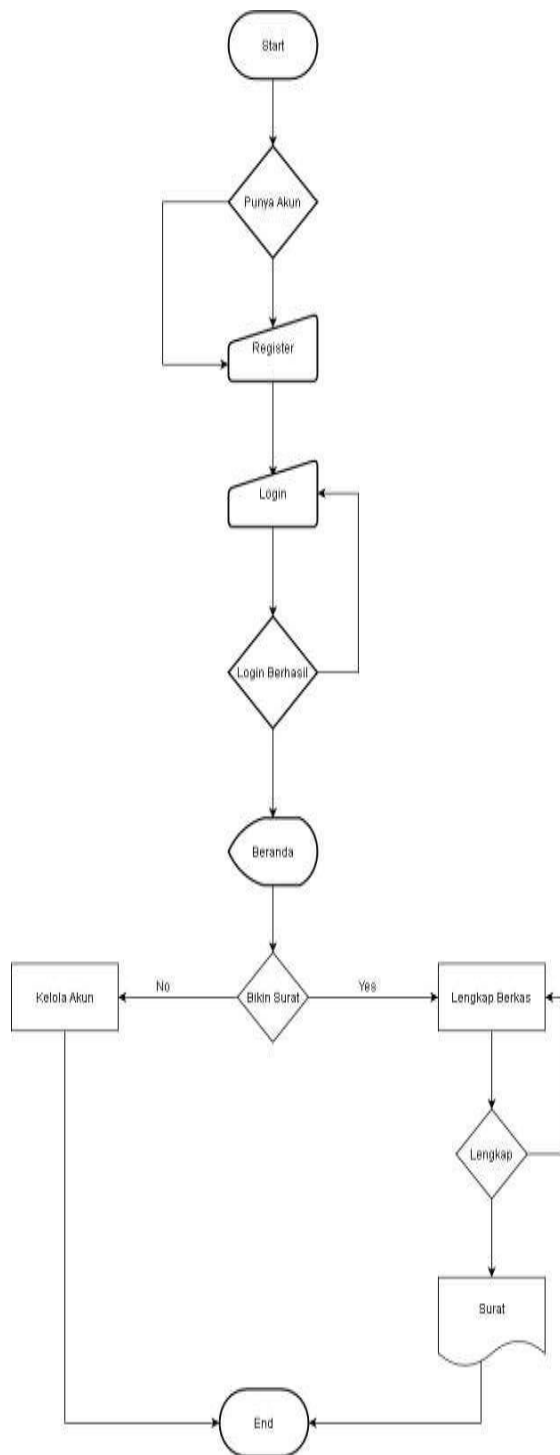 Start
Punya Akun
Register
Login
Login Berhasil
Beranda
Kelola Akun
No
Bikin Surat
Yes
Lengkap Berkas
Lengkap
Surat
End